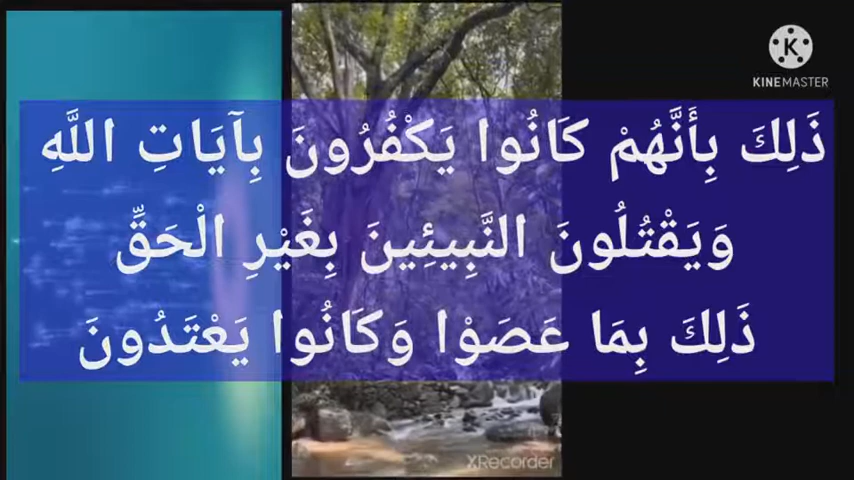 KINEMASTER
ذَلِكَ بِأَنَّهُمْ كَانُوا يَكْفُرُونَ بِآيَاتِ اللَّهِ
وَيَقْتُلُونَ النَّبِيئِينَ بِغَيْرِ الْحَقِّ
ذَلِكَ بِمَا عَصَوْا وَكَانُوا يَعْتَدُونَ
XRecorder